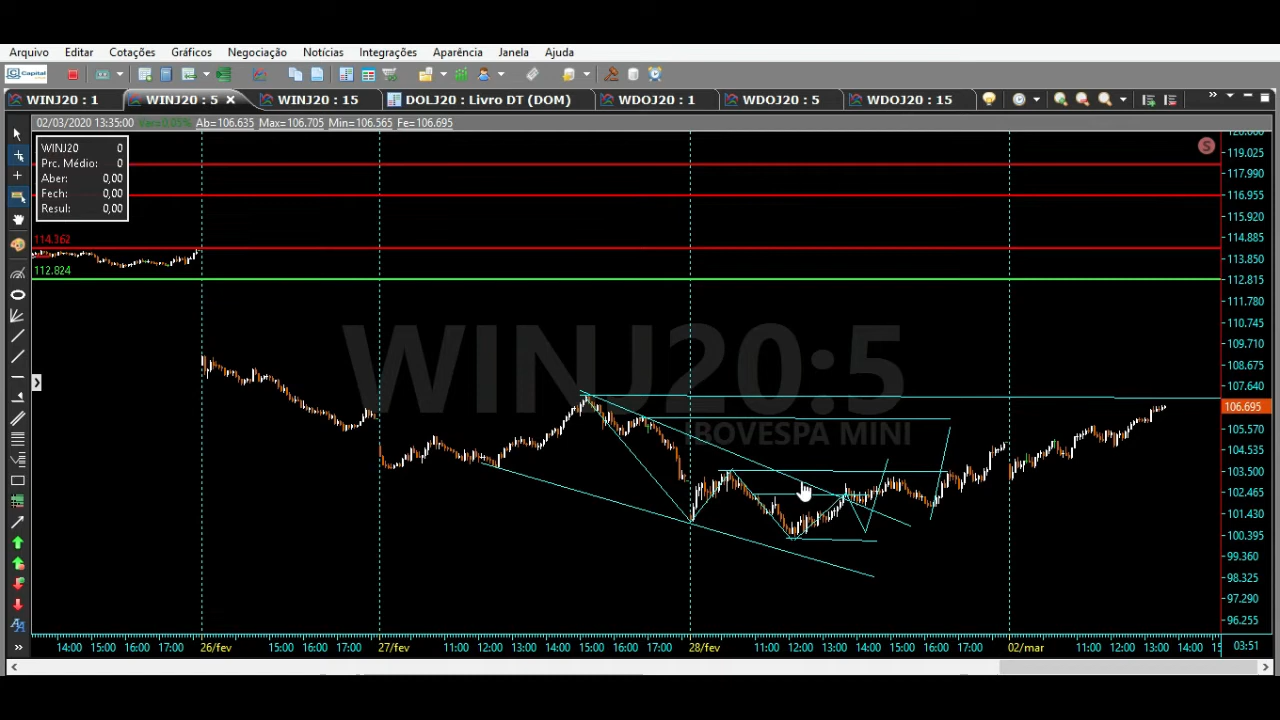 Arquivo Editar Cotações Gráficos Negociação Notícias Integrações Aparência Janela Ajuda
Capital
WINJ20 : 1 WINJ20 : 5 WINJ20 : 15 DOLJ20 : Livro DT (DOM) WDOJ20 : 1 WDOJ20 : 5 WDOJ20 : 15
02/03/2020 13:35:00 Var=0,05% Ab=106.635 Max=106.705 Min=106.565 Fe=106.695
WINJ20 0
Prc. Médio: 0
Aber: 0,00
Fech: 0,00
Resul: 0,00
S
119.025
117.990
116.955
115.920
114.362
114.885
113.850
112.824
112.815
111.780
110.745
109.710
108.675
107.640
106.695
105.570
104.535
103.500
102.465
101.430
100.395
99.360
98.325
97.290
96.255
WINJ20:5
IBOVESPA MINI
14:00 15:00 16:00 17:00 26/fev 15:00 16:00 17:00 27/fev 11:00 12:00 13:00 14:00 15:00 16:00 17:00 28/fev 11:00 12:00 13:00 14:00 15:00 16:00 17:00 02/mar 11:00 12:00 13:00 14:00 03:51